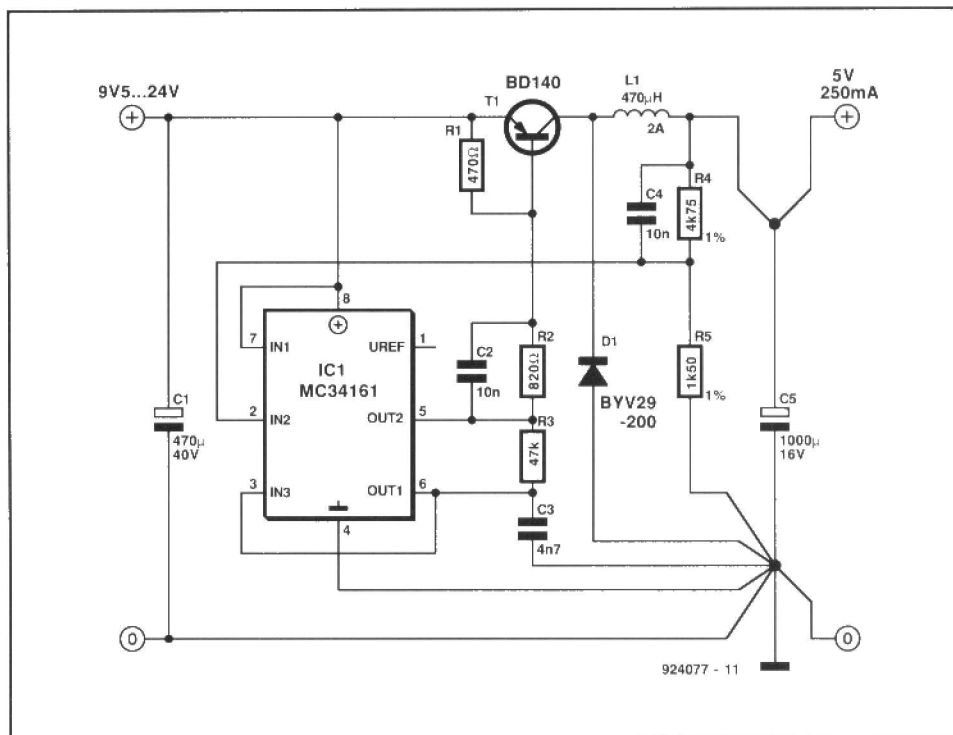 9V5...24V
BD140
T1
R1
470Ω
L1
470µH
2A
5V
250mA
C4
10n
R4
4k75
1%
8
7
IN1
UREF
1
IC1
MC34161
C2
10n
R2
820Ω
D1
BYV29
-200
R5
1k50
1%
C1
470µ
40V
2
IN2
OUT2
5
R3
47k
C5
1000µ
16V
3
IN3
OUT1
6
4
C3
4n7
0
0
924077 - 11